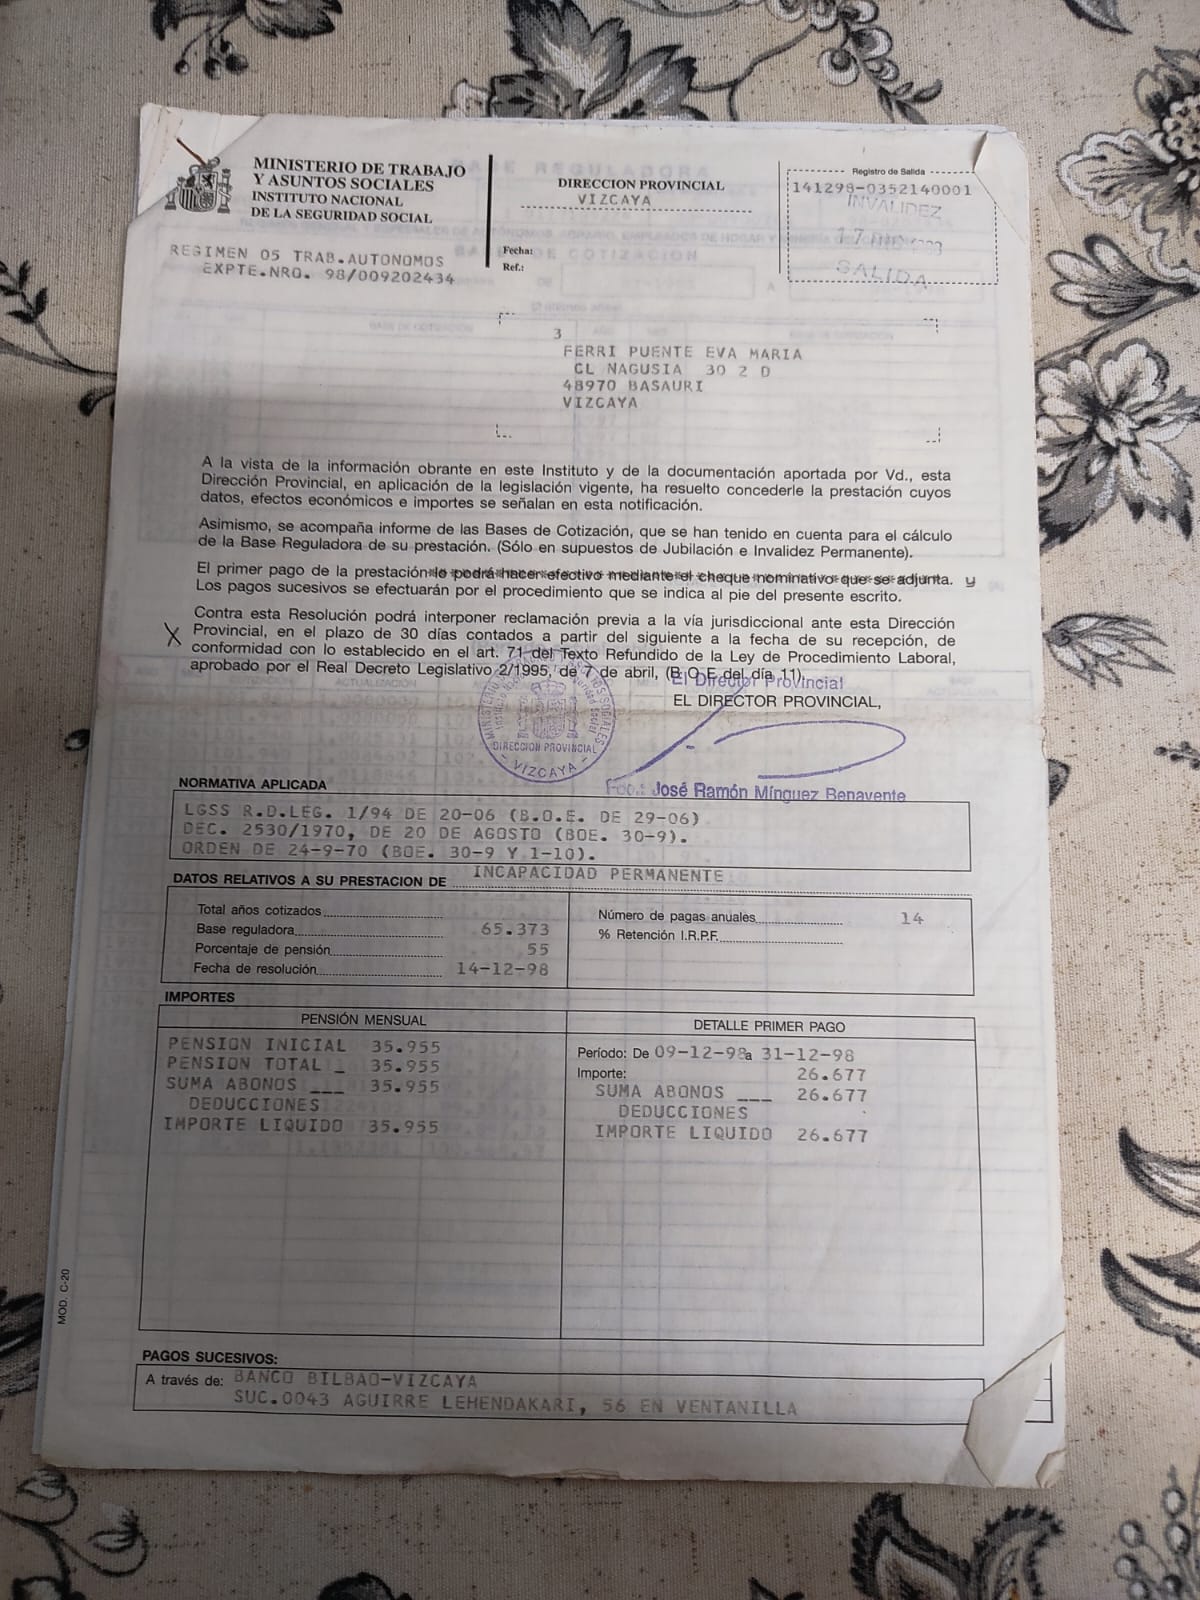 MINISTERIO DE TRABAJO
Y ASUNTOS SOCIALES
INSTITUTO NACIONAL
DE LA SEGURIDAD SOCIAL
DIRECCION PROVINCIAL
VIZCAYA
Fecha:
Ref.:
Registro de Salida
141298-0352140001
INVALIDEZ
17 DIC
SALIDA
REGIMEN 05 TRAB.AUTONOMOS
EXPTE.NRO. 98/009202434
3
FERRI PUENTE EVA MARIA
CL NAGUSIA 30 2 D
48970 BASAURI
VIZCAYA
A la vista de la información obrante en este Instituto y de la documentación aportada por Vd., esta
Dirección Provincial, en aplicación de la legislación vigente, ha resuelto concederle la prestación cuyos
datos, efectos económicos e importes se señalan en esta notificación.
Asimismo, se acompaña informe de las Bases de Cotización, que se han tenido en cuenta para el cálculo
de la Base Reguladora de su prestación. (Sólo en supuestos de Jubilación e Invalidez Permanente).
El primer pago de la prestación lo podrá hacer efectivo mediante el cheque nominativo que se adjunta. y
Los pagos sucesivos se efectuarán por el procedimiento que se indica al pie del presente escrito.
Contra esta Resolución podrá interponer reclamación previa a la vía jurisdiccional ante esta Dirección
X Provincial, en el plazo de 30 días contados a partir del siguiente a la fecha de su recepción, de
conformidad con lo establecido en el art. 71 del Texto Refundido de la Ley de Procedimiento Laboral,
aprobado por el Real Decreto Legislativo 2/1995, de 7 de abril, (B.O.E. del día 11).
El Director Provincial
EL DIRECTOR PROVINCIAL,
DIRECCION PROVINCIAL
VIZCAYA
Fdo.: José Ramón Mínguez Benavente
NORMATIVA APLICADA
LGSS R.D.LEG. 1/94 DE 20-06 (B.O.E. DE 29-06)
DEC. 2530/1970, DE 20 DE AGOSTO (BOE. 30-9).
ORDEN DE 24-9-70 (BOE. 30-9 Y 1-10).
DATOS RELATIVOS A SU PRESTACION DE INCAPACIDAD PERMANENTE
Total años cotizados
Base reguladora 65.373
Porcentaje de pensión 55
Fecha de resolución 14-12-98
Número de pagas anuales 14
% Retención I.R.P.F.
IMPORTES
PENSIÓN MENSUAL
PENSION INICIAL 35.955
PENSION TOTAL _ 35.955
SUMA ABONOS ___ 35.955
DEDUCCIONES
IMPORTE LIQUIDO 35.955
DETALLE PRIMER PAGO
Período: De 09-12-98 a 31-12-98
Importe: 26.677
SUMA ABONOS ___ 26.677
DEDUCCIONES
IMPORTE LIQUIDO 26.677
MOD. C-20
PAGOS SUCESIVOS:
A través de: BANCO BILBAO-VIZCAYA
SUC.0043 AGUIRRE LEHENDAKARI, 56 EN VENTANILLA